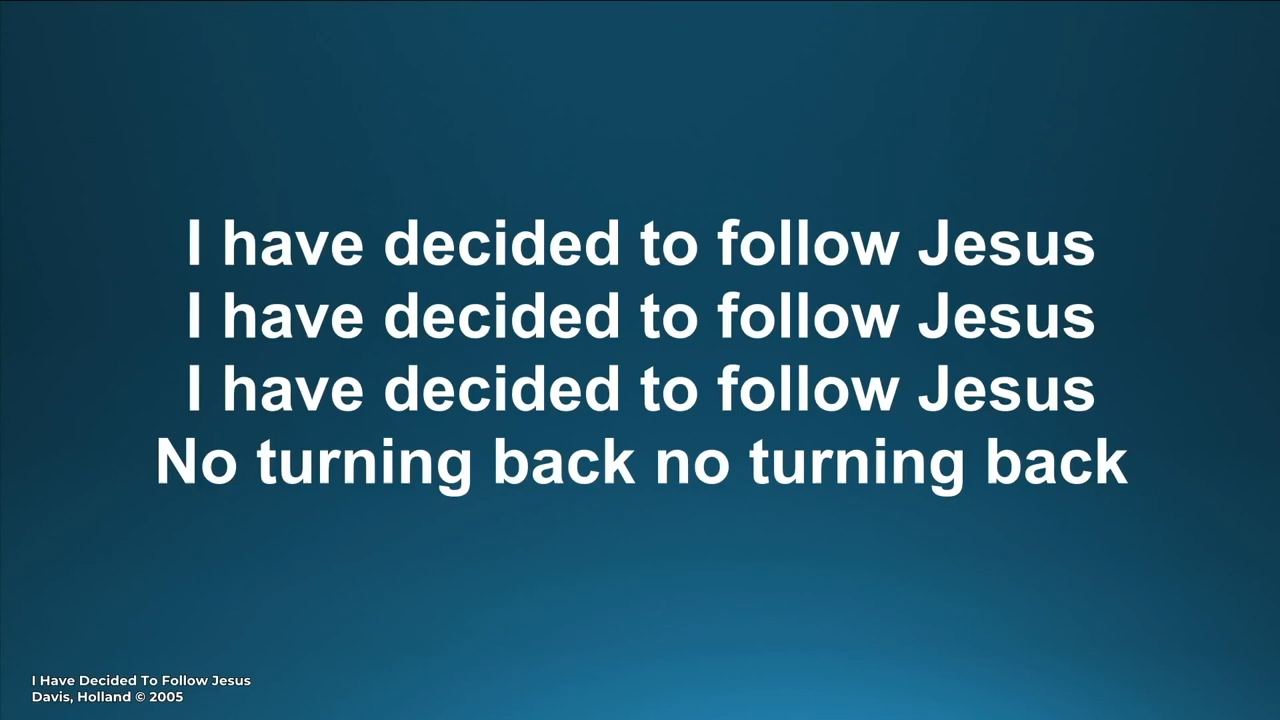 I have decided to follow Jesus
I have decided to follow Jesus
I have decided to follow Jesus
No turning back no turning back
I Have Decided To Follow Jesus
Davis, Holland © 2005